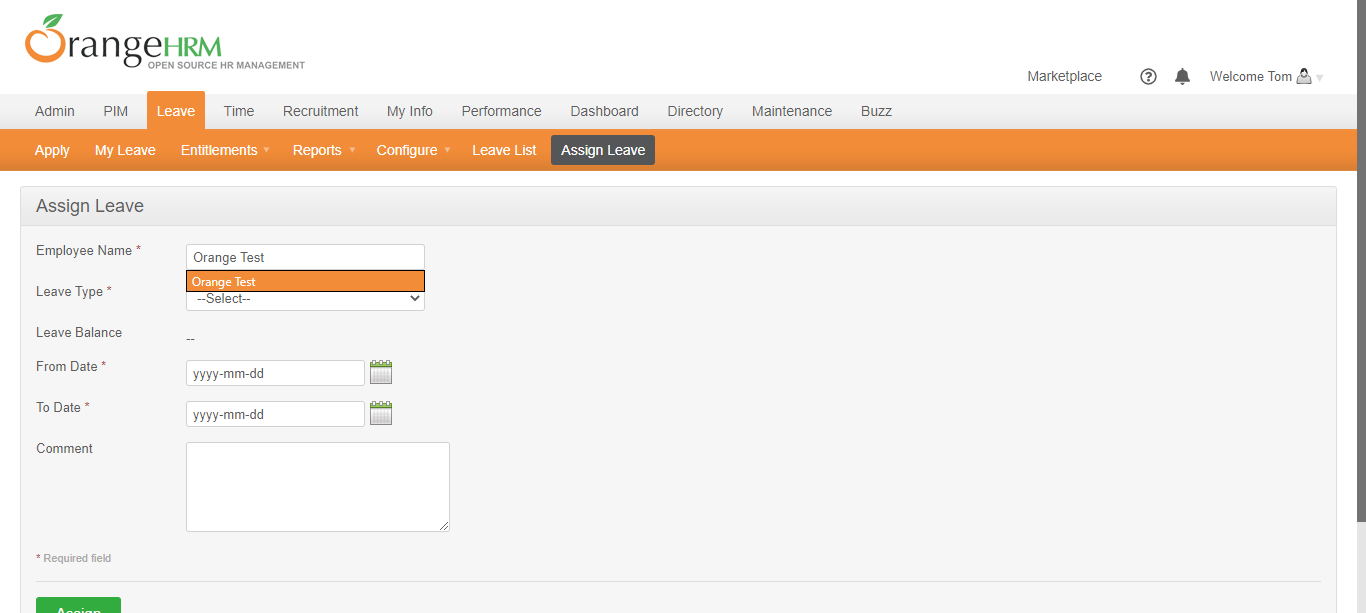 OrangeHRM
OPEN SOURCE HR MANAGEMENT
Marketplace ? Welcome Tom
Admin PIM Leave Time Recruitment My Info Performance Dashboard Directory Maintenance Buzz
Apply My Leave Entitlements Reports Configure Leave List Assign Leave
Assign Leave
Employee Name * Orange Test
Orange Test
Leave Type * --Select--
Leave Balance --
From Date * yyyy-mm-dd
To Date * yyyy-mm-dd
Comment
* Required field
Assign